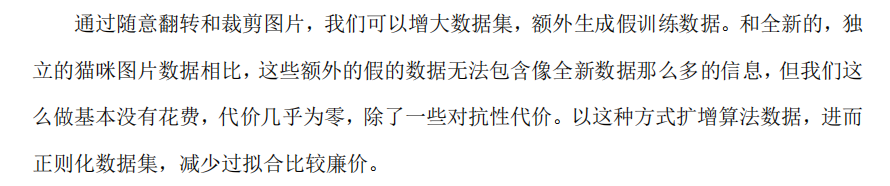 通过随意翻转和裁剪图片，我们可以增大数据集，额外生成假训练数据。和全新的，独
立的猫咪图片数据相比，这些额外的假的数据无法包含像全新数据那么多的信息，但我们这
么做基本没有花费，代价几乎为零，除了一些对抗性代价。以这种方式扩增算法数据，进而
正则化数据集，减少过拟合比较廉价。